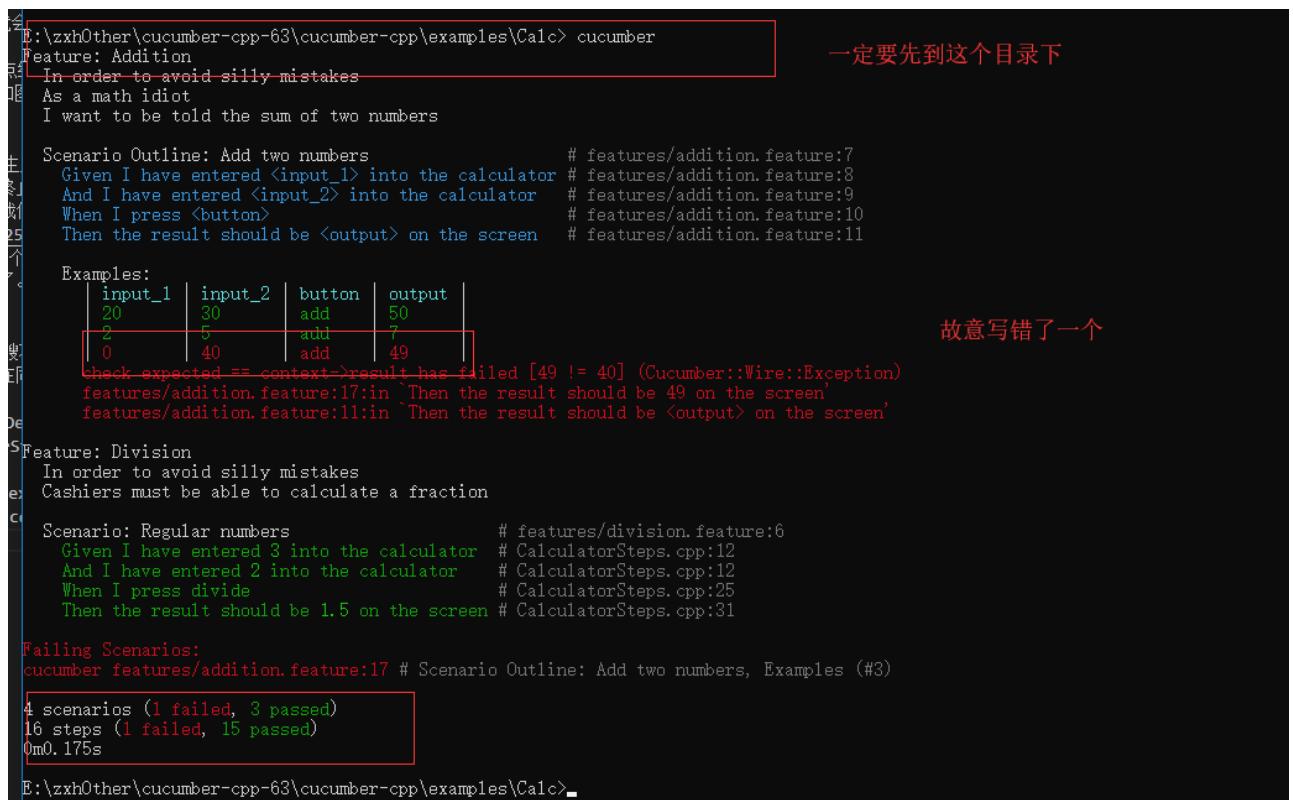 E:\zxhOther\cucumber-cpp-63\cucumber-cpp\examples\Calc> cucumber
一定要先到这个目录下
Feature: Addition
In order to avoid silly mistakes
As a math idiot
I want to be told the sum of two numbers
Scenario Outline: Add two numbers # features/addition.feature:7
Given I have entered <input_1> into the calculator # features/addition.feature:8
And I have entered <input_2> into the calculator # features/addition.feature:9
When I press <button> # features/addition.feature:10
Then the result should be <output> on the screen # features/addition.feature:11
Examples:
| input_1 | input_2 | button | output |
| 20 | 30 | add | 50 |
| 2 | 5 | add | 7 |
| 0 | 40 | add | 49 |
故意写错了一个
check expected == context->result has failed [49 != 40] (Cucumber::Wire::Exception)
features/addition.feature:17:in `Then the result should be 49 on the screen'
features/addition.feature:11:in `Then the result should be <output> on the screen'
Feature: Division
In order to avoid silly mistakes
Cashiers must be able to calculate a fraction
Scenario: Regular numbers # features/division.feature:6
Given I have entered 3 into the calculator # CalculatorSteps.cpp:12
And I have entered 2 into the calculator # CalculatorSteps.cpp:12
When I press divide # CalculatorSteps.cpp:25
Then the result should be 1.5 on the screen # CalculatorSteps.cpp:31
Failing Scenarios:
cucumber features/addition.feature:17 # Scenario Outline: Add two numbers, Examples (#3)
4 scenarios (1 failed, 3 passed)
16 steps (1 failed, 15 passed)
0m0.175s
E:\zxhOther\cucumber-cpp-63\cucumber-cpp\examples\Calc>